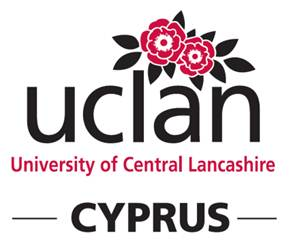 uclan
University of Central Lancashire
CYPRUS